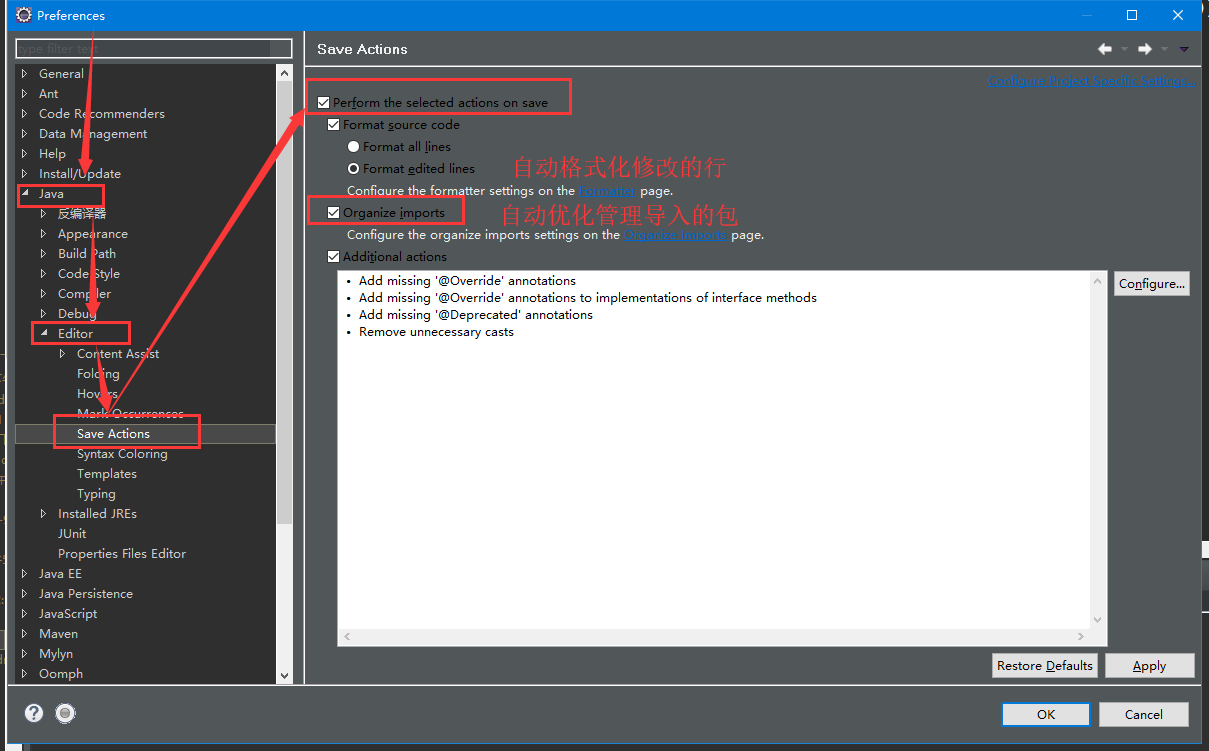 Preferences
type filter text
Save Actions
Configure Project Specific Settings...
General
Ant
Code Recommenders
Data Management
Help
Install/Update
Java
反编译器
Appearance
Build Path
Code Style
Compiler
Debug
Editor
Content Assist
Folding
Hovers
Mark Occurrences
Save Actions
Syntax Coloring
Templates
Typing
Installed JREs
JUnit
Properties Files Editor
Java EE
Java Persistence
JavaScript
Maven
Mylyn
Oomph
Perform the selected actions on save
Format source code
Format all lines
Format edited lines
自动格式化修改的行
Configure the formatter settings on the Formatter page.
Organize imports
自动优化管理导入的包
Configure the organize imports settings on the Organize Imports page.
Additional actions
• Add missing '@Override' annotations
• Add missing '@Override' annotations to implementations of interface methods
• Add missing '@Deprecated' annotations
• Remove unnecessary casts
Configure...
Restore Defaults
Apply
OK
Cancel